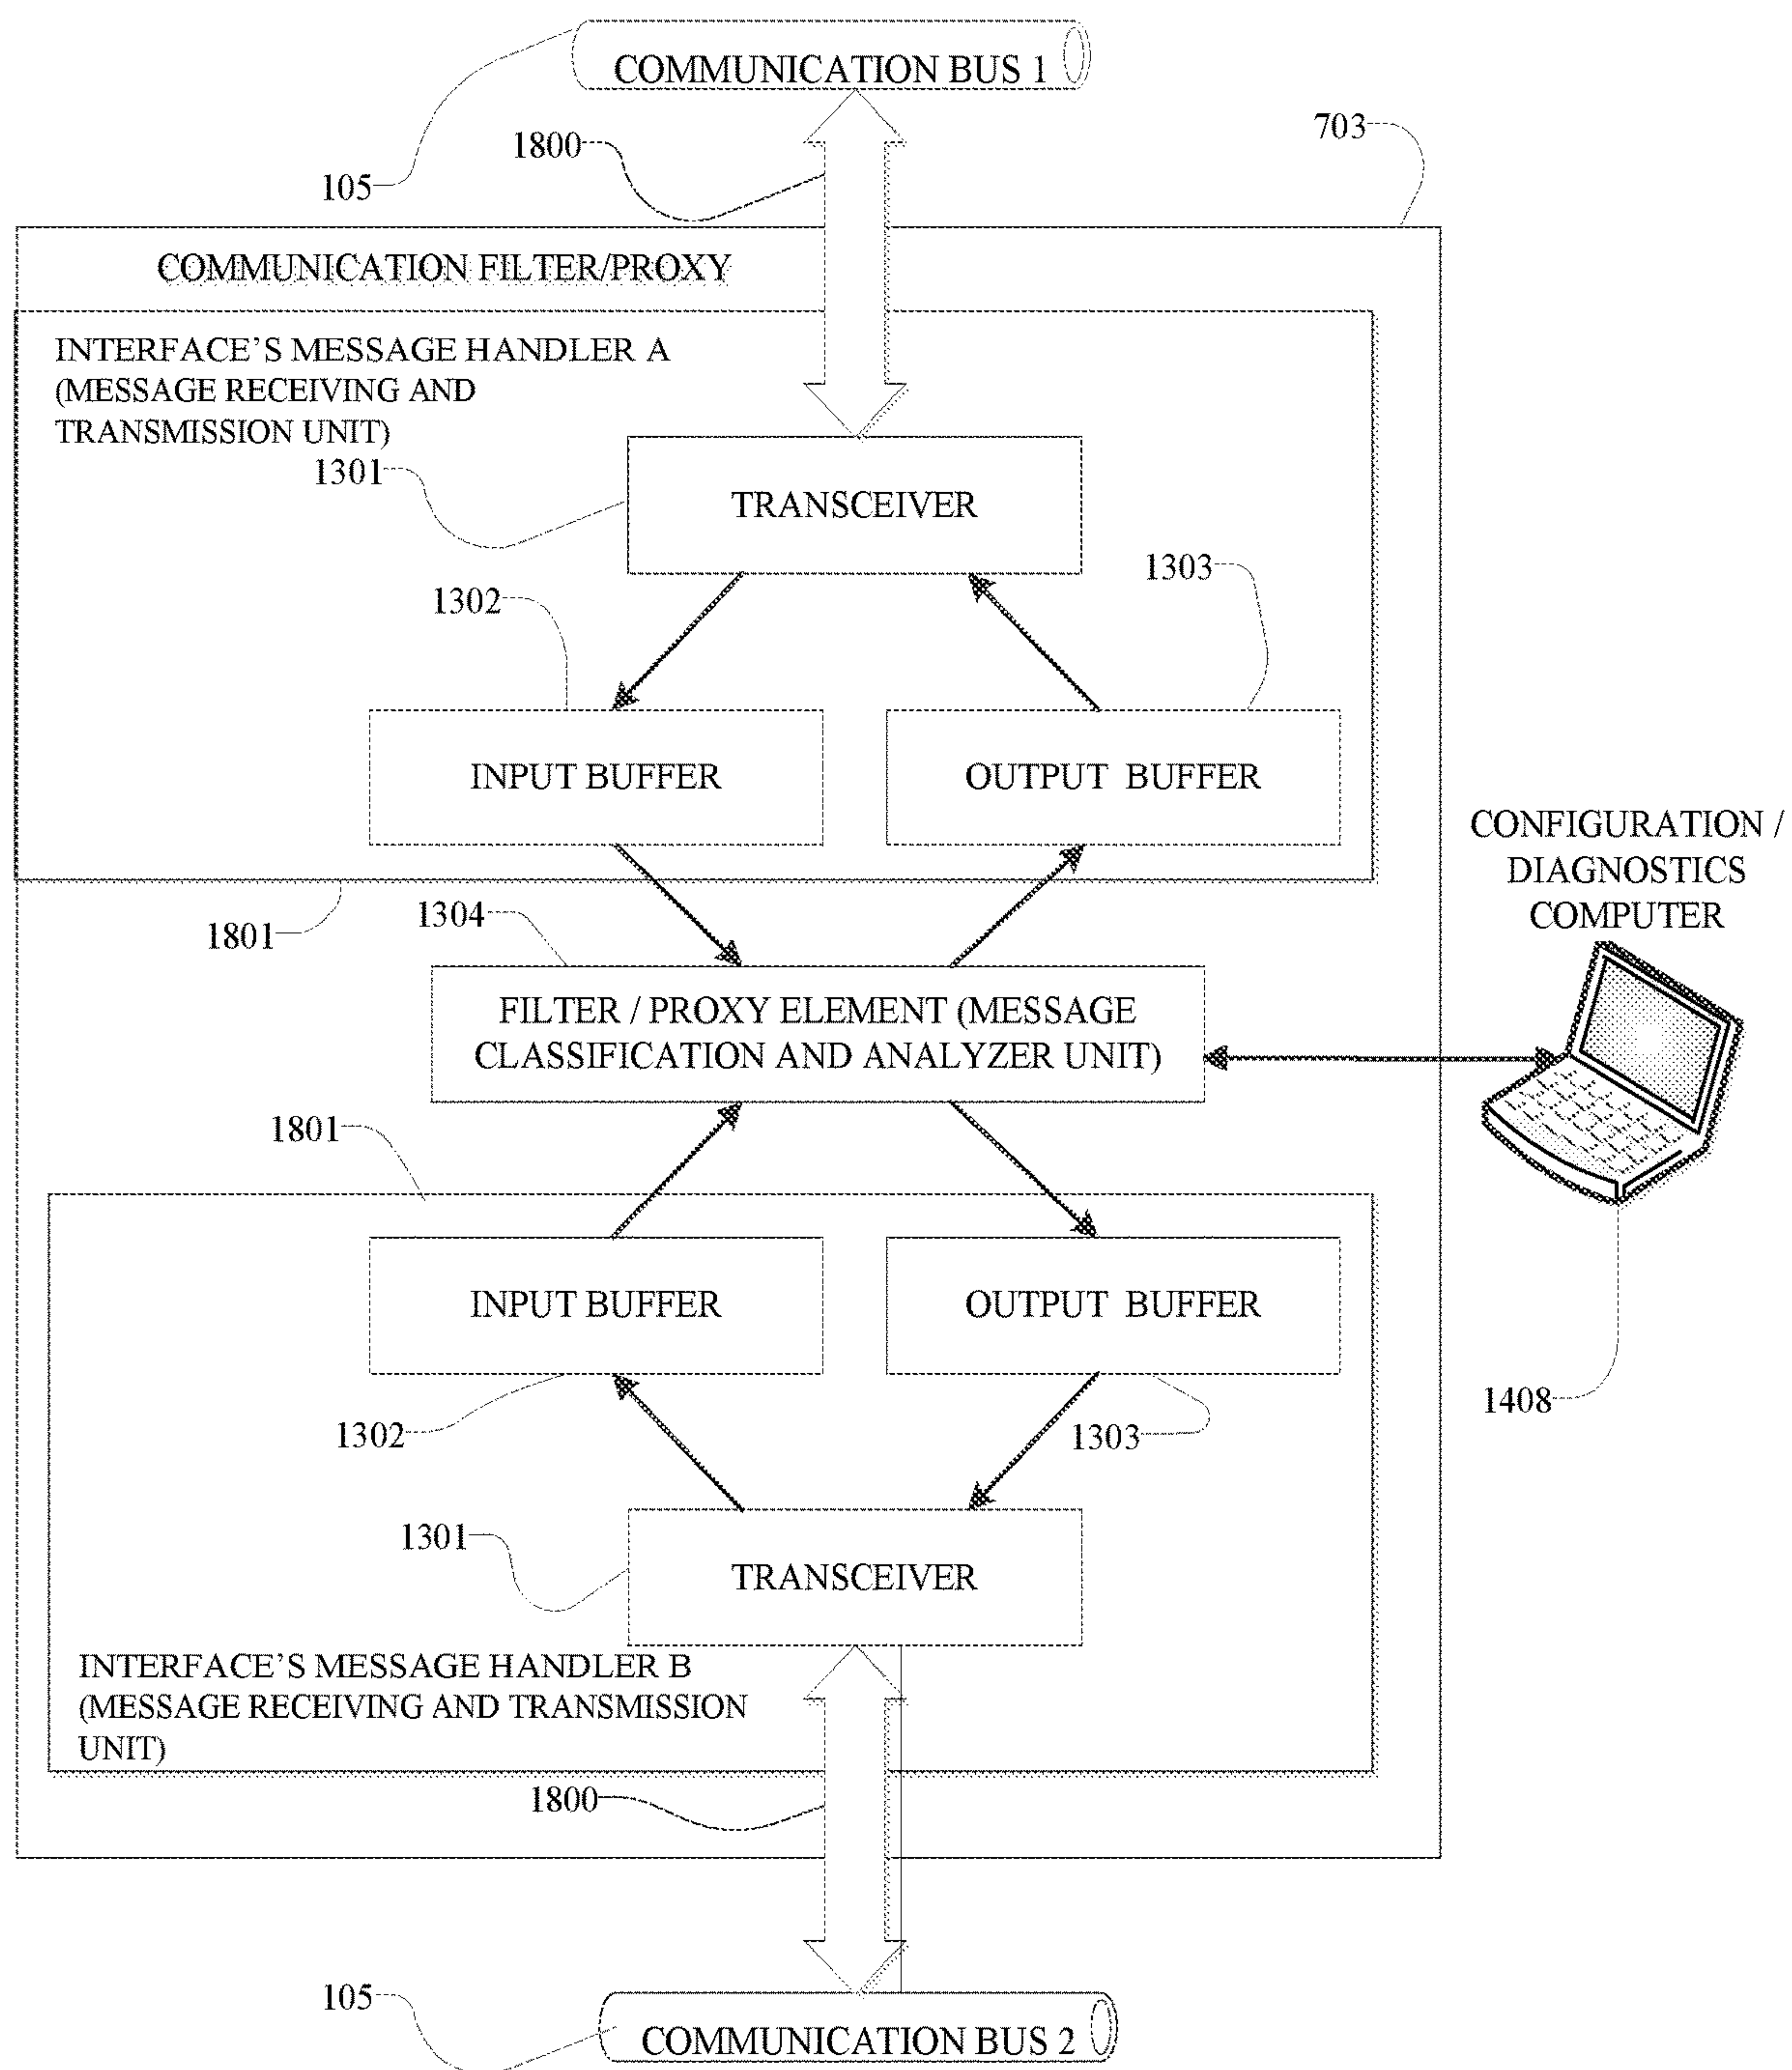 COMMUNICATION BUS 1
703
1800
105
COMMUNICATION FILTER/PROXY
INTERFACE'S MESSAGE HANDLER A
(MESSAGE RECEIVING AND
TRANSMISSION UNIT)
1301
TRANSCEIVER
1303
1302
INPUT BUFFER
OUTPUT BUFFER
CONFIGURATION /
DIAGNOSTICS
COMPUTER
1801
1304
FILTER / PROXY ELEMENT (MESSAGE
CLASSIFICATION AND ANALYZER UNIT)
1801
INPUT BUFFER
OUTPUT BUFFER
1408
1302
1303
1301
TRANSCEIVER
INTERFACE'S MESSAGE HANDLER B
(MESSAGE RECEIVING AND TRANSMISSION
UNIT)
1800
105
COMMUNICATION BUS 2